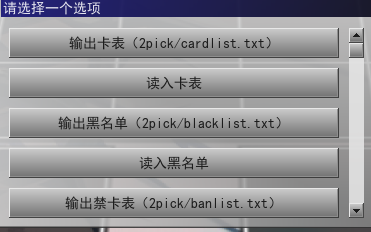 请选择一个选项
输出卡表（2pick/cardlist.txt）
读入卡表
输出黑名单（2pick/blacklist.txt）
读入黑名单
输出禁卡表（2pick/banlist.txt）